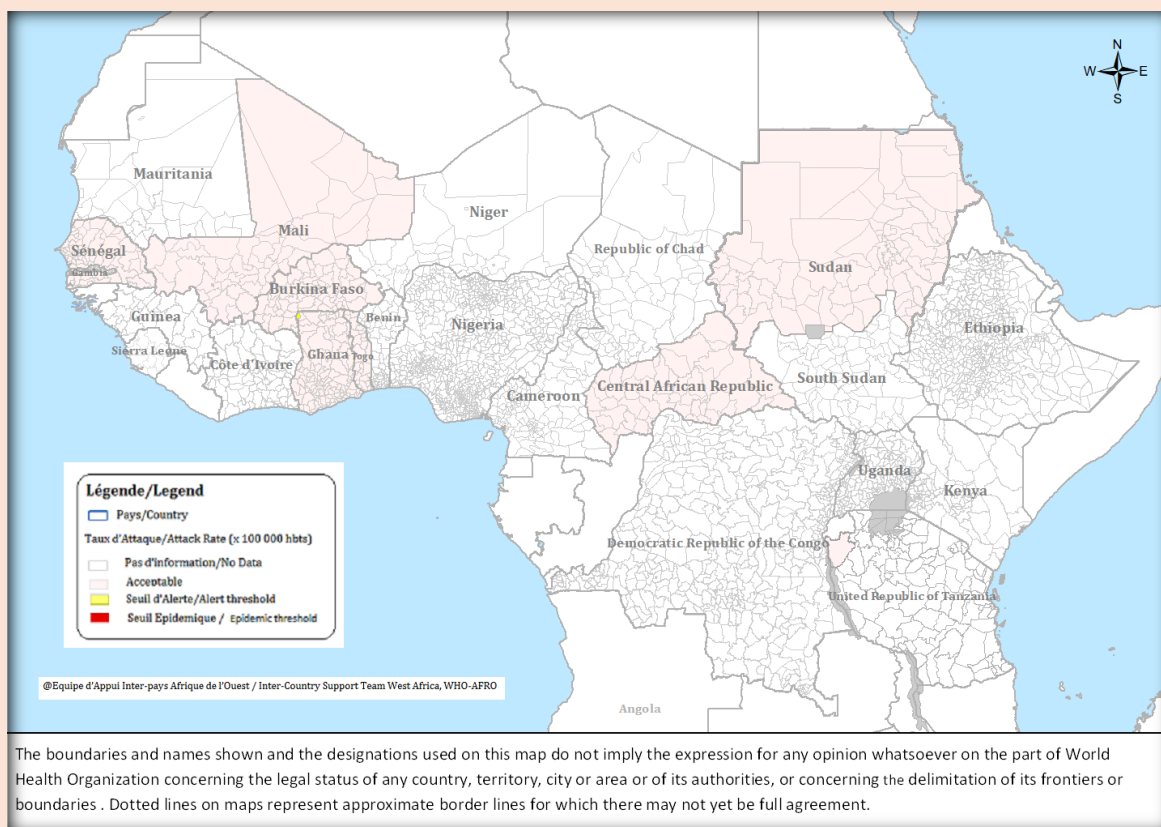 N
W E
S
Mauritania
Niger
Mali
Republic of Chad
Sénégal
Sudan
Gambia
Burkina Faso
Guinea
Benin
Nigeria
Ethiopia
Sierra Leone
Côte d'Ivoire
Ghana
Togo
South Sudan
Central African Republic
Cameroon
Uganda
Kenya
Democratic Republic of the Congo
United Republic of Tanzania
Angola
Légende/Legend
Pays/Country
Taux d'Attaque/Attack Rate (x 100 000 hbts)
Pas d'information/No Data
Acceptable
Seuil d'Alerte/Alert threshold
Seuil Epidemique / Epidemic threshold
@Equipe d'Appui Inter-pays Afrique de l'Ouest / Inter-Country Support Team West Africa, WHO-AFRO
The boundaries and names shown and the designations used on this map do not imply the expression for any opinion whatsoever on the part of World
Health Organization concerning the legal status of any country, territory, city or area or of its authorities, or concerning the delimitation of its frontiers or
boundaries . Dotted lines on maps represent approximate border lines for which there may not yet be full agreement.